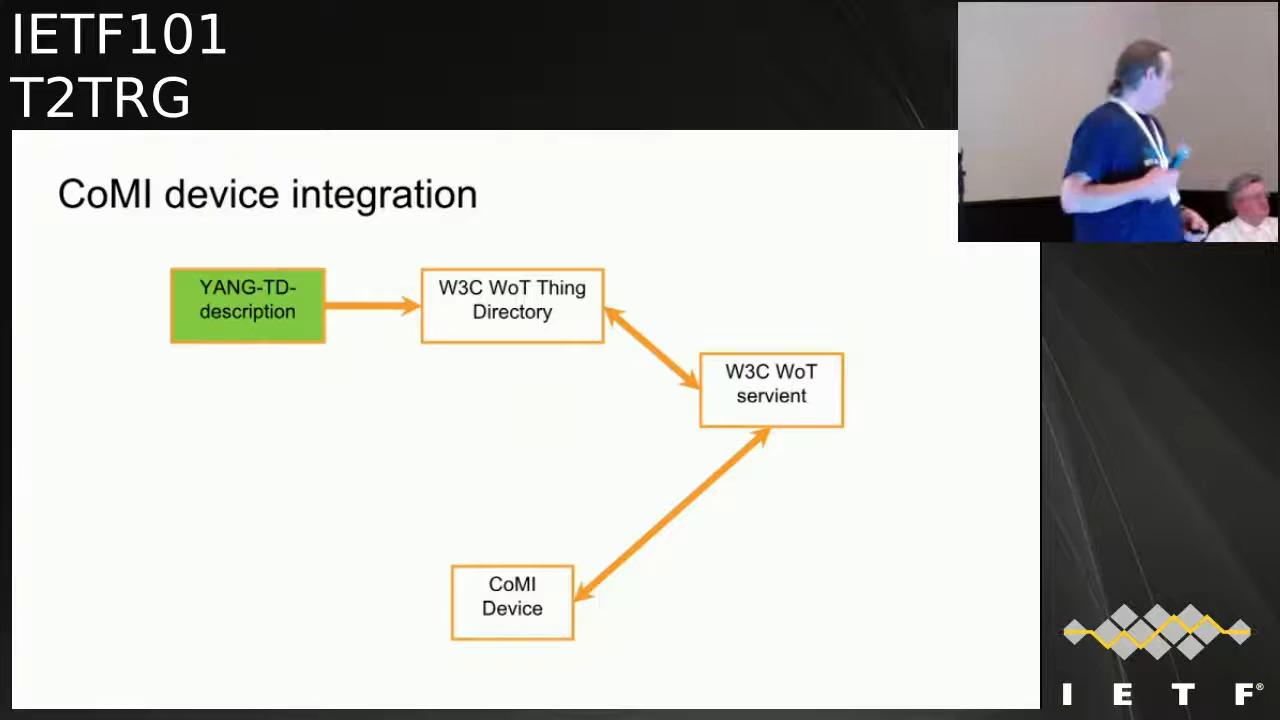 IETF101
T2TRG
CoMI device integration
YANG-TD-
description
W3C WoT Thing
Directory
W3C WoT
servient
CoMI
Device
I E T F®